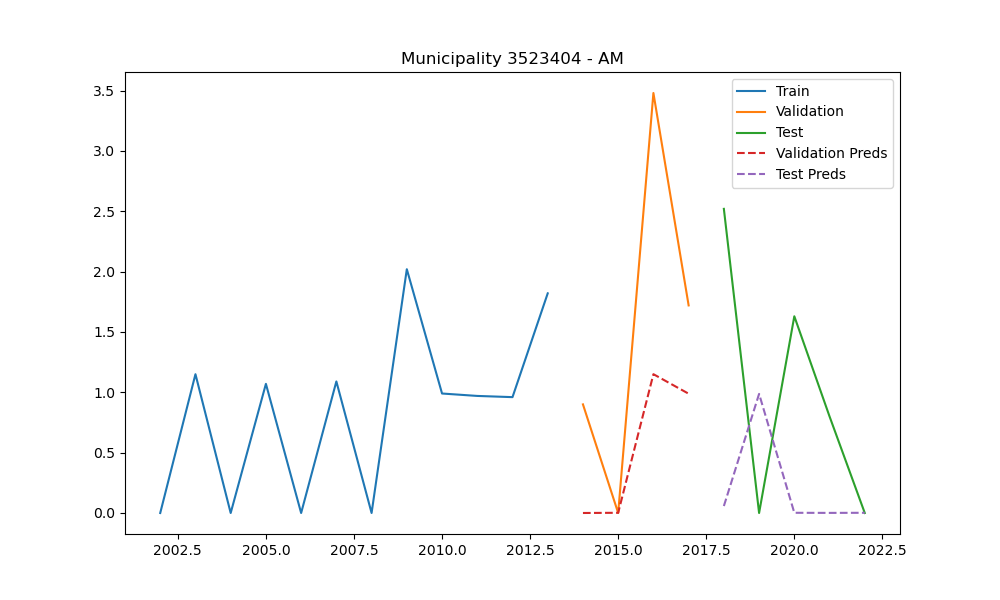 Municipality 3523404 - AM
3.5
3.0
2.5
2.0
1.5
1.0
0.5
0.0
Train
Validation
Test
Validation Preds
Test Preds
2002.5 2005.0 2007.5 2010.0 2012.5 2015.0 2017.5 2020.0 2022.5